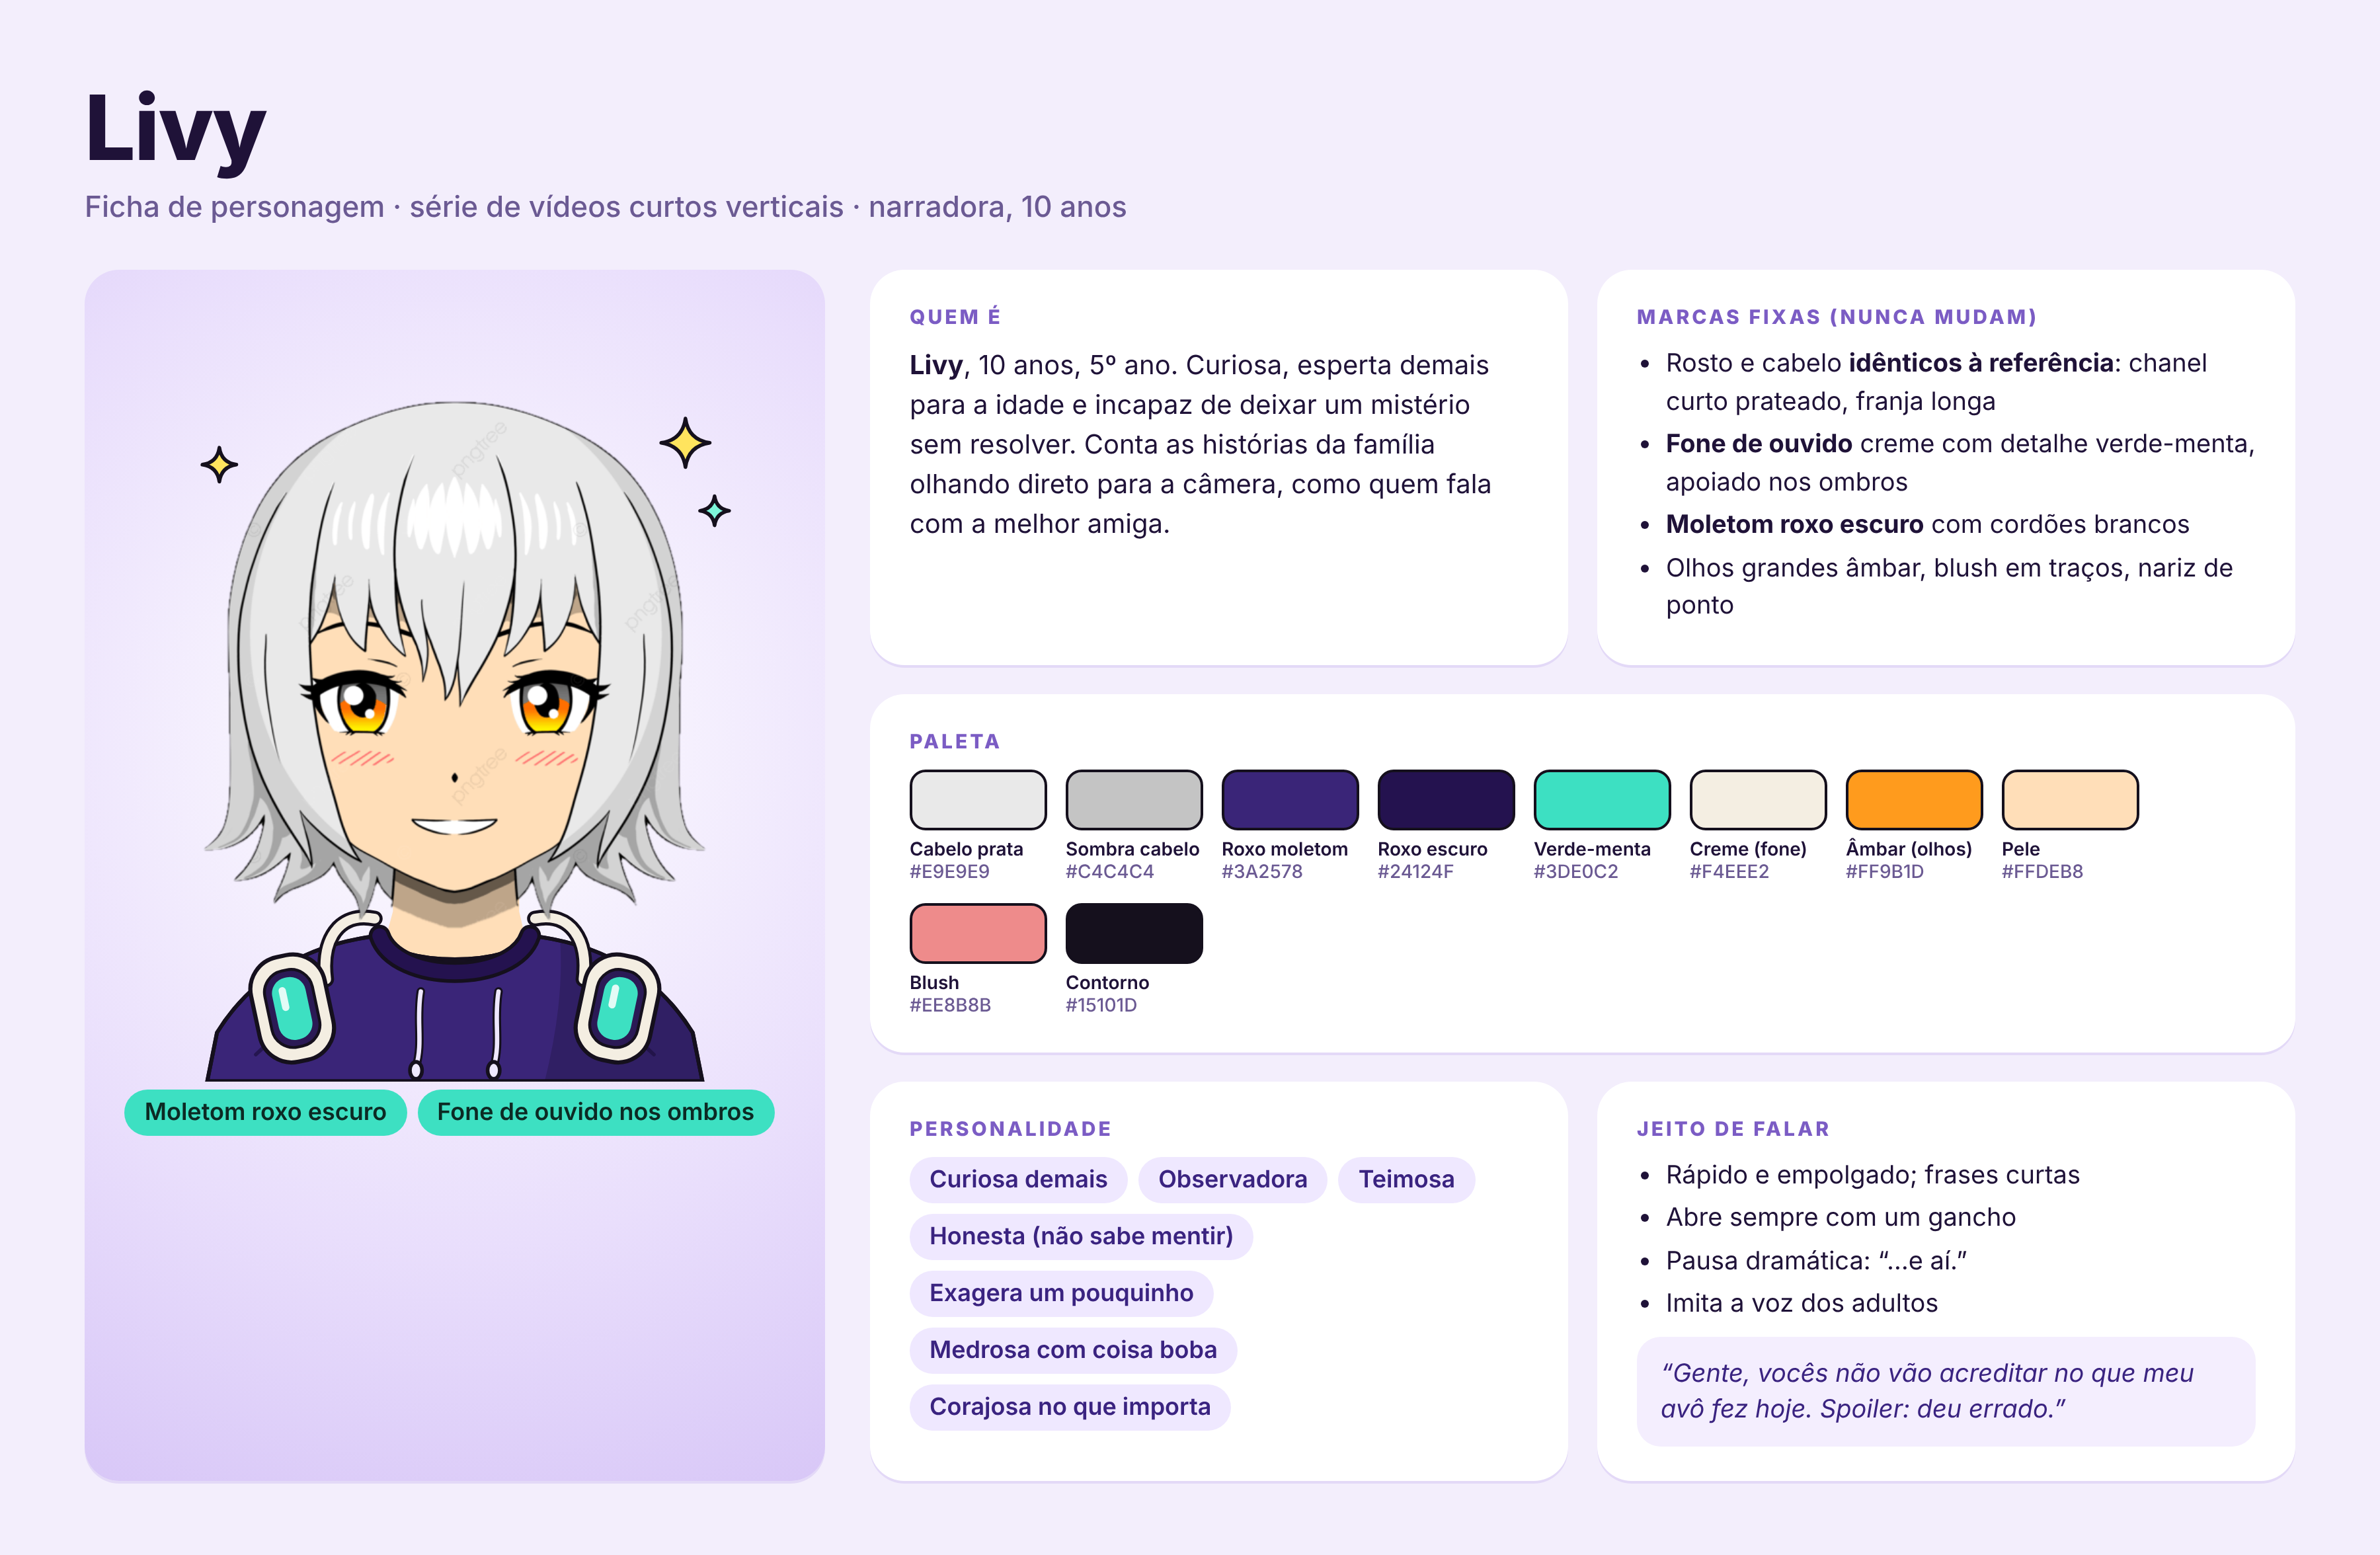 Livy
Ficha de personagem · série de vídeos curtos verticais · narradora, 10 anos
pngtree
pngtree
pngtree
pngtree
Moletom roxo escuro
Fone de ouvido nos ombros
QUEM É
Livy, 10 anos, 5º ano. Curiosa, esperta demais
para a idade e incapaz de deixar um mistério
sem resolver. Conta as histórias da família
olhando direto para a câmera, como quem fala
com a melhor amiga.
MARCAS FIXAS (NUNCA MUDAM)
• Rosto e cabelo idênticos à referência: chanel
curto prateado, franja longa
• Fone de ouvido creme com detalhe verde-menta,
apoiado nos ombros
• Moletom roxo escuro com cordões brancos
• Olhos grandes âmbar, blush em traços, nariz de
ponto
PALETA
Cabelo prata
#E9E9E9
Sombra cabelo
#C4C4C4
Roxo moletom
#3A2578
Roxo escuro
#24124F
Verde-menta
#3DE0C2
Creme (fone)
#F4EEE2
Âmbar (olhos)
#FF9B1D
Pele
#FFDEB8
Blush
#EE8B8B
Contorno
#15101D
PERSONALIDADE
Curiosa demais
Observadora
Teimosa
Honesta (não sabe mentir)
Exagera um pouquinho
Medrosa com coisa boba
Corajosa no que importa
JEITO DE FALAR
• Rápido e empolgado; frases curtas
• Abre sempre com um gancho
• Pausa dramática: “...e aí.”
• Imita a voz dos adultos
“Gente, vocês não vão acreditar no que meu
avô fez hoje. Spoiler: deu errado.”